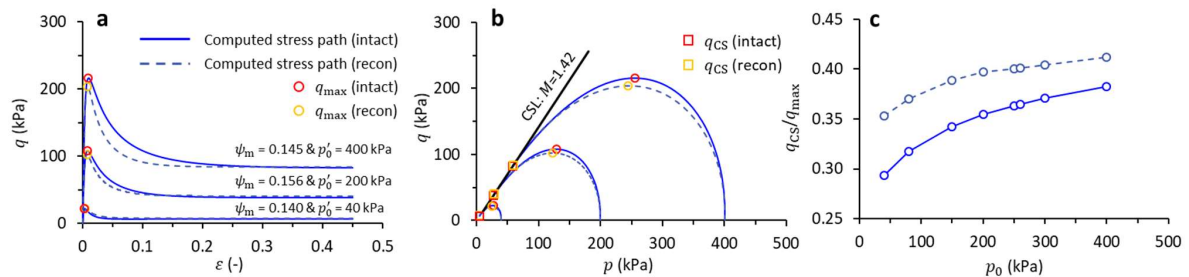 a
300
200
100
0
q (kPa)
Computed stress path (intact)
Computed stress path (recon)
q_max (intact)
q_max (recon)
ψ_m = 0.145 & p′_0 = 400 kPa
ψ_m = 0.156 & p′_0 = 200 kPa
ψ_m = 0.140 & p′_0 = 40 kPa
0 0.1 0.2 0.3 0.4 0.5
ε (-)
b
300
200
100
0
q (kPa)
CSL: M=1.42
q_CS (intact)
q_CS (recon)
0 100 200 300 400 500
p (kPa)
c
0.45
0.40
0.35
0.30
0.25
q_CS/q_max
0 100 200 300 400 500
p_0 (kPa)